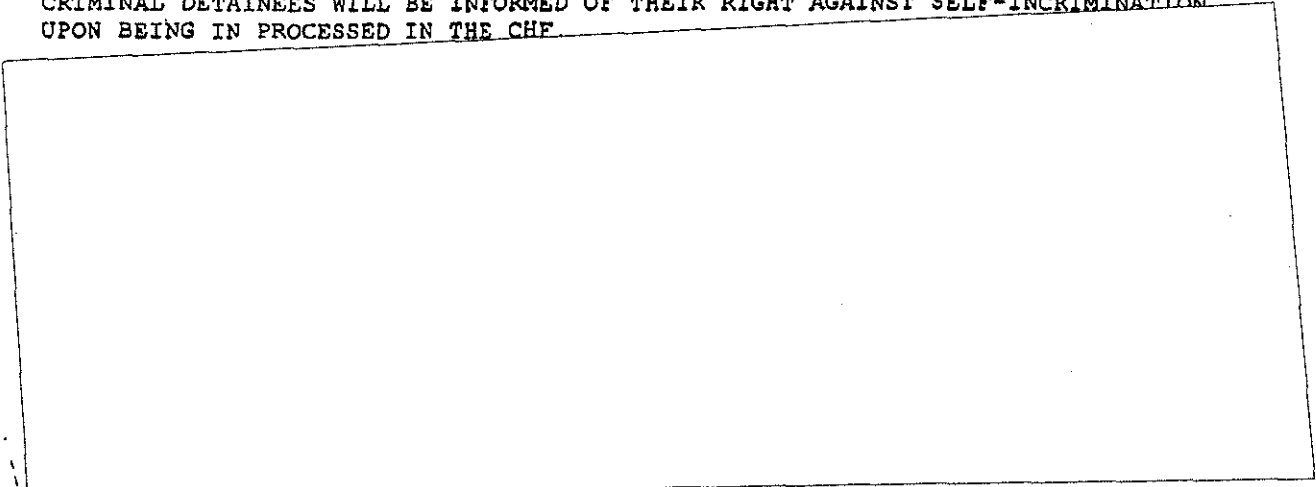 CRIMINAL DETAINEES WILL BE INFORMED OF THEIR RIGHT AGAINST SELF-INCRIMINATION
UPON BEING IN PROCESSED IN THE CHF.